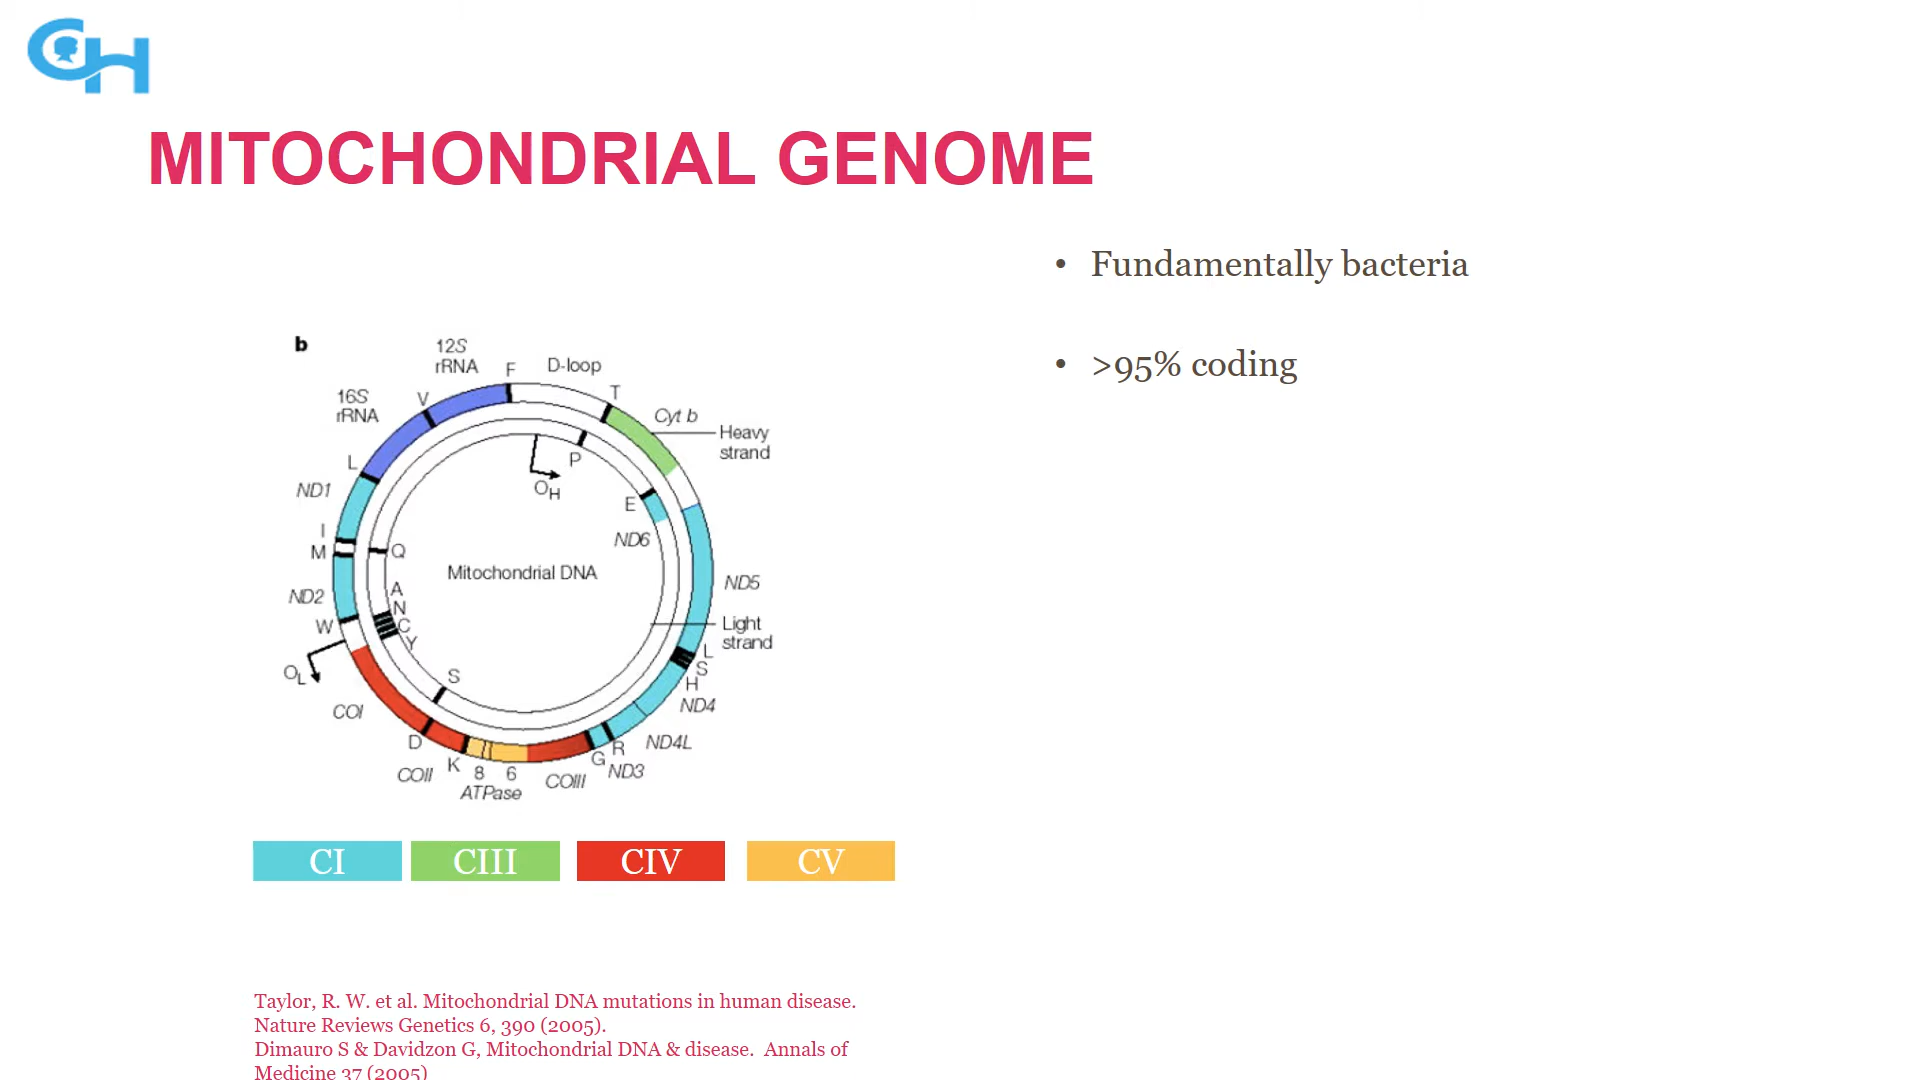 CH
MITOCHONDRIAL GENOME
• Fundamentally bacteria
• >95% coding
b
12S
rRNA
F
D-loop
16S
rRNA
V
T
Cyt b
Heavy
strand
L
P
OH
ND1
E
I
M
Q
ND6
Mitochondrial DNA
ND5
ND2
A
N
C
Y
W
Light
strand
OL
S
L
S
H
COI
ND4
D
R
ND4L
COII
K
8
6
G
ND3
ATPase
COIII
CI
CIII
CIV
CV
Taylor, R. W. et al. Mitochondrial DNA mutations in human disease.
Nature Reviews Genetics 6, 390 (2005).
Dimauro S & Davidzon G, Mitochondrial DNA & disease. Annals of
Medicine 37 (2005)